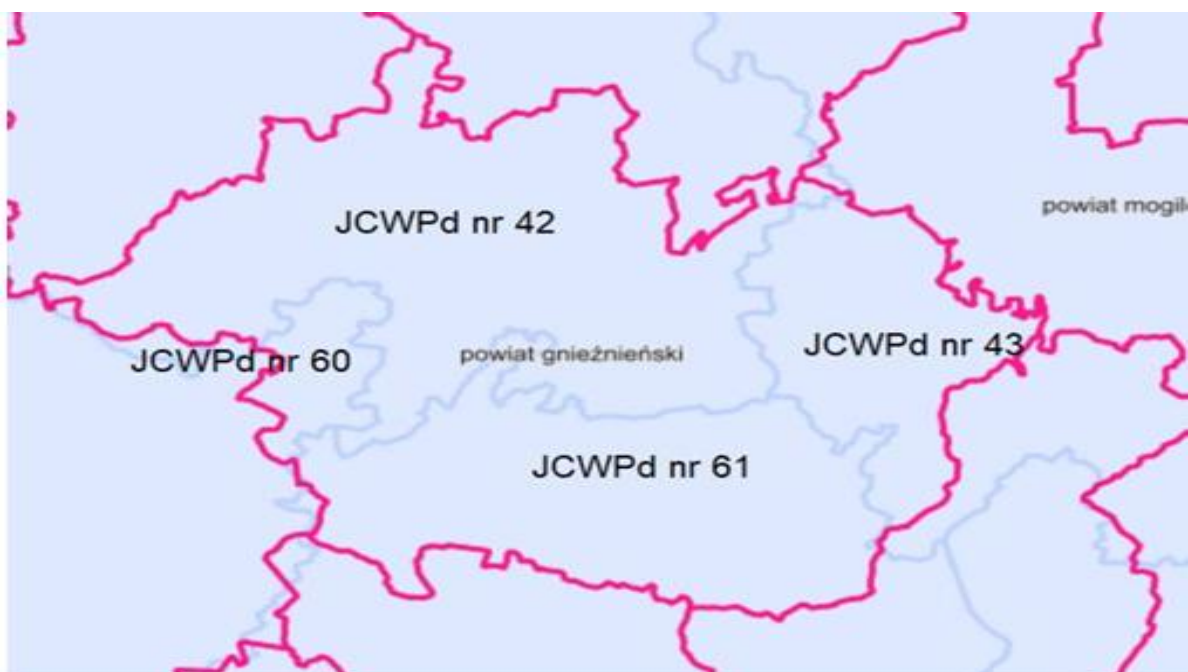 JCWPd nr 42
powiat mogil
JCWPd nr 60
powiat gnieźnieński
JCWPd nr 43
JCWPd nr 61